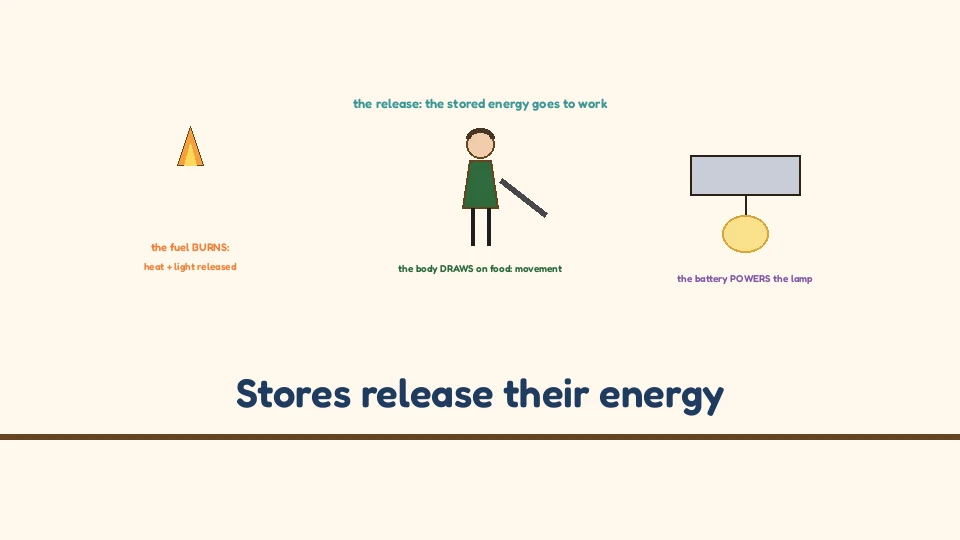 the release: the stored energy goes to work
the fuel BURNS:
heat + light released
the body DRAWS on food: movement
the battery POWERS the lamp
Stores release their energy